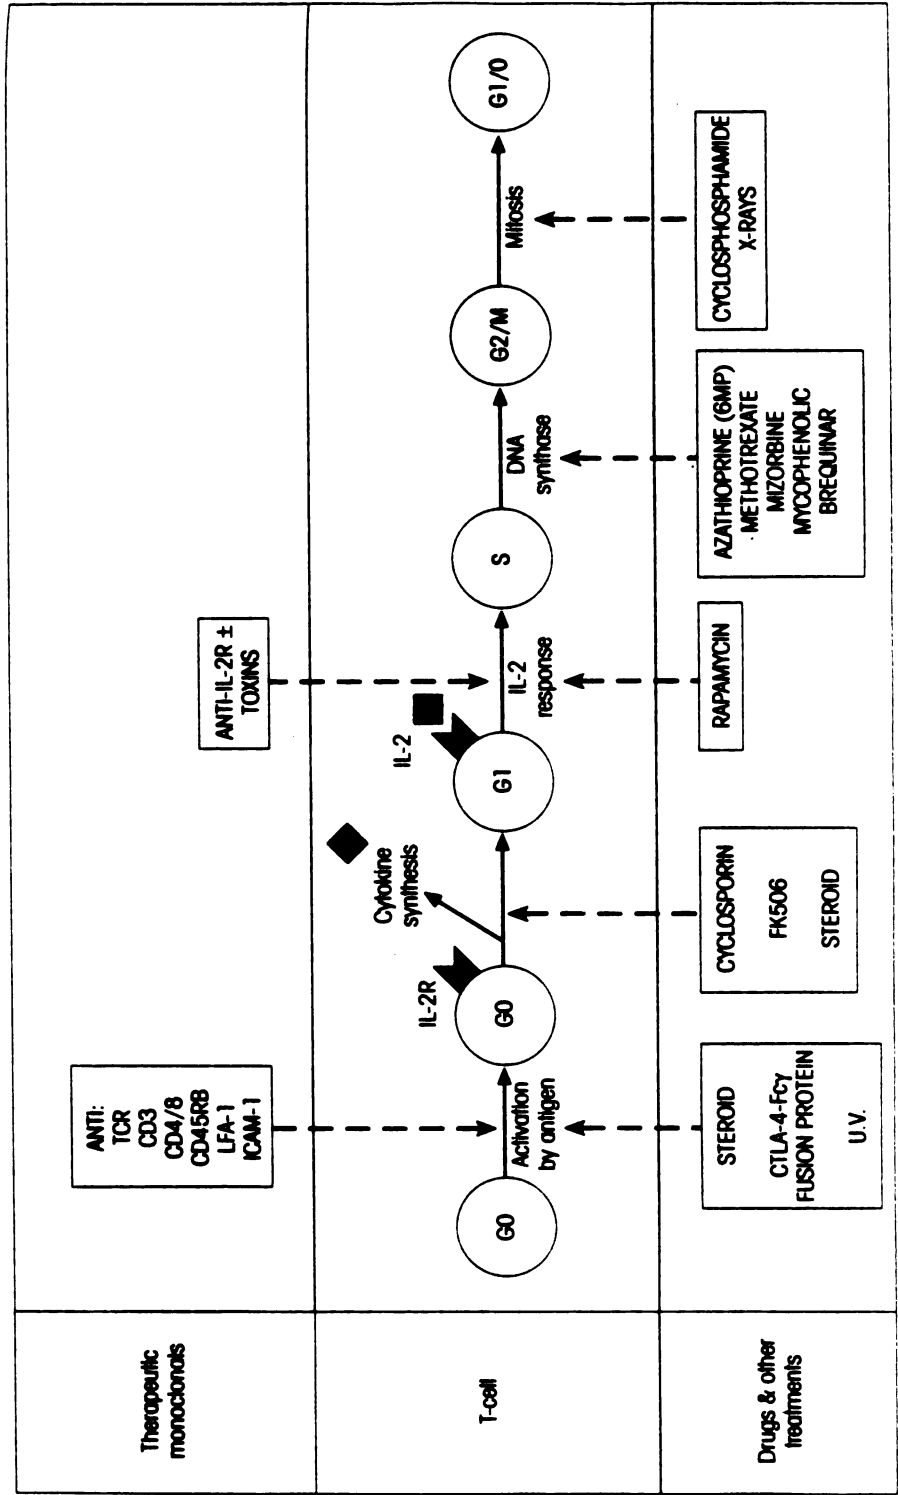 Therapeutic
monoclonals
ANTI:
TCR
CD3
CD4/8
CD45RB
LFA-1
ICAM-1
ANTI-IL-2R ±
TOXINS
T-cell
G0
Activation
by antigen
IL-2R
G0
Cytokine
synthesis
IL-2
G1
IL-2
response
S
DNA
synthase
G2/M
Mitosis
G1/0
Drugs & other
treatments
STEROID
CTLA-4-Fcγ
FUSION PROTEIN
U.V.
CYCLOSPORIN
FK506
STEROID
RAPAMYCIN
AZATHIOPRINE (6MP)
METHOTREXATE
MIZORBINE
MYCOPHENOLIC
BREQUINAR
CYCLOSPHOSPHAMIDE
X-RAYS